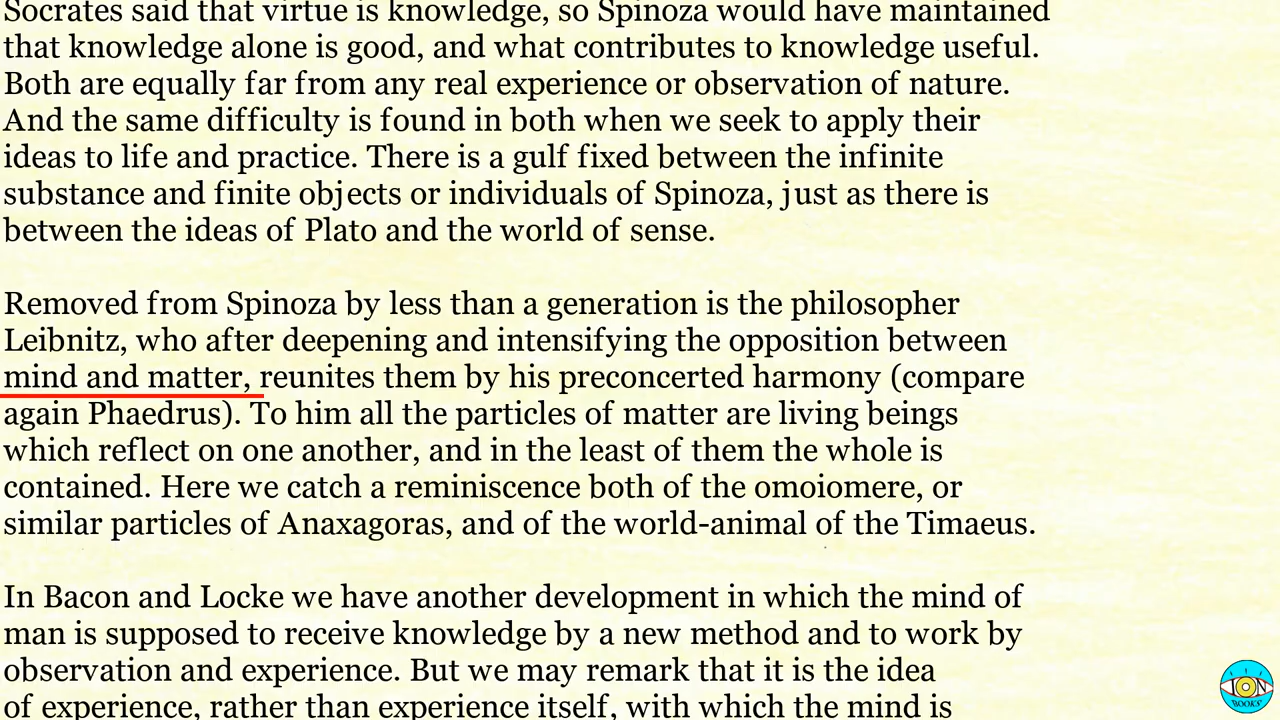 Socrates said that virtue is knowledge, so Spinoza would have maintained
that knowledge alone is good, and what contributes to knowledge useful.
Both are equally far from any real experience or observation of nature.
And the same difficulty is found in both when we seek to apply their
ideas to life and practice. There is a gulf fixed between the infinite
substance and finite objects or individuals of Spinoza, just as there is
between the ideas of Plato and the world of sense.
Removed from Spinoza by less than a generation is the philosopher
Leibnitz, who after deepening and intensifying the opposition between
mind and matter, reunites them by his preconcerted harmony (compare
again Phaedrus). To him all the particles of matter are living beings
which reflect on one another, and in the least of them the whole is
contained. Here we catch a reminiscence both of the omoiomere, or
similar particles of Anaxagoras, and of the world-animal of the Timaeus.
In Bacon and Locke we have another development in which the mind of
man is supposed to receive knowledge by a new method and to work by
observation and experience. But we may remark that it is the idea
of experience, rather than experience itself, with which the mind is
ION
BOOKS